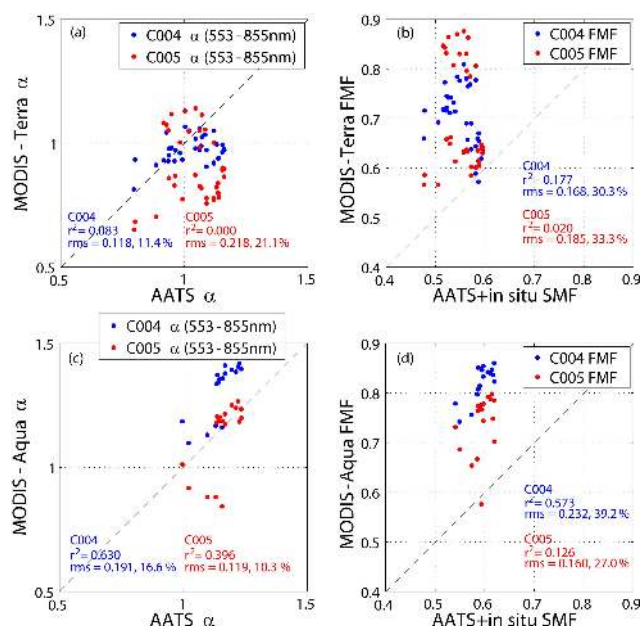 (a)
C004 α (553-855nm)
C005 α (553-855nm)
1.5
1
0.5
MODIS - Terra α
C004
r²= 0.083
rms = 0.118, 11.4%
C005
r²= 0.000
rms = 0.218, 21.1%
0.5
1
1.5
AATS α
(b)
C004 FMF
C005 FMF
0.9
0.8
0.7
0.6
0.5
0.4
MODIS-Terra FMF
C004
r² 0.177
rms = 0.168, 30.3%
C005
r²= 0.020
rms = 0.185, 33.3%
0.4
0.5
0.6
0.7
0.8
0.9
AATS+in situ SMF
(c)
C004 α (553-855nm)
C005 α (553-855nm)
1.5
1
0.5
MODIS - Aqua α
C004
r²= 0.630
rms = 0.191, 16.6%
C005
r²= 0.396
rms = 0.119, 10.3%
0.5
1
1.5
AATS α
(d)
C004 FMF
C005 FMF
0.9
0.8
0.7
0.6
0.5
0.4
MODIS-Aqua FMF
C004
r²= 0.573
rms = 0.232, 39.2%
C005
r²= 0.126
rms = 0.160, 27.0%
0.4
0.5
0.6
0.7
0.8
0.9
AATS+in situ SMF